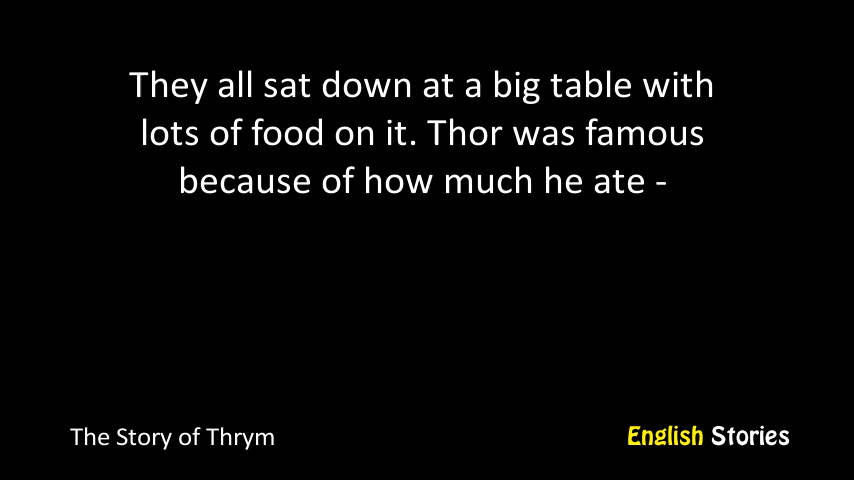 They all sat down at a big table with
lots of food on it. Thor was famous
because of how much he ate -
The Story of Thrym
English Stories